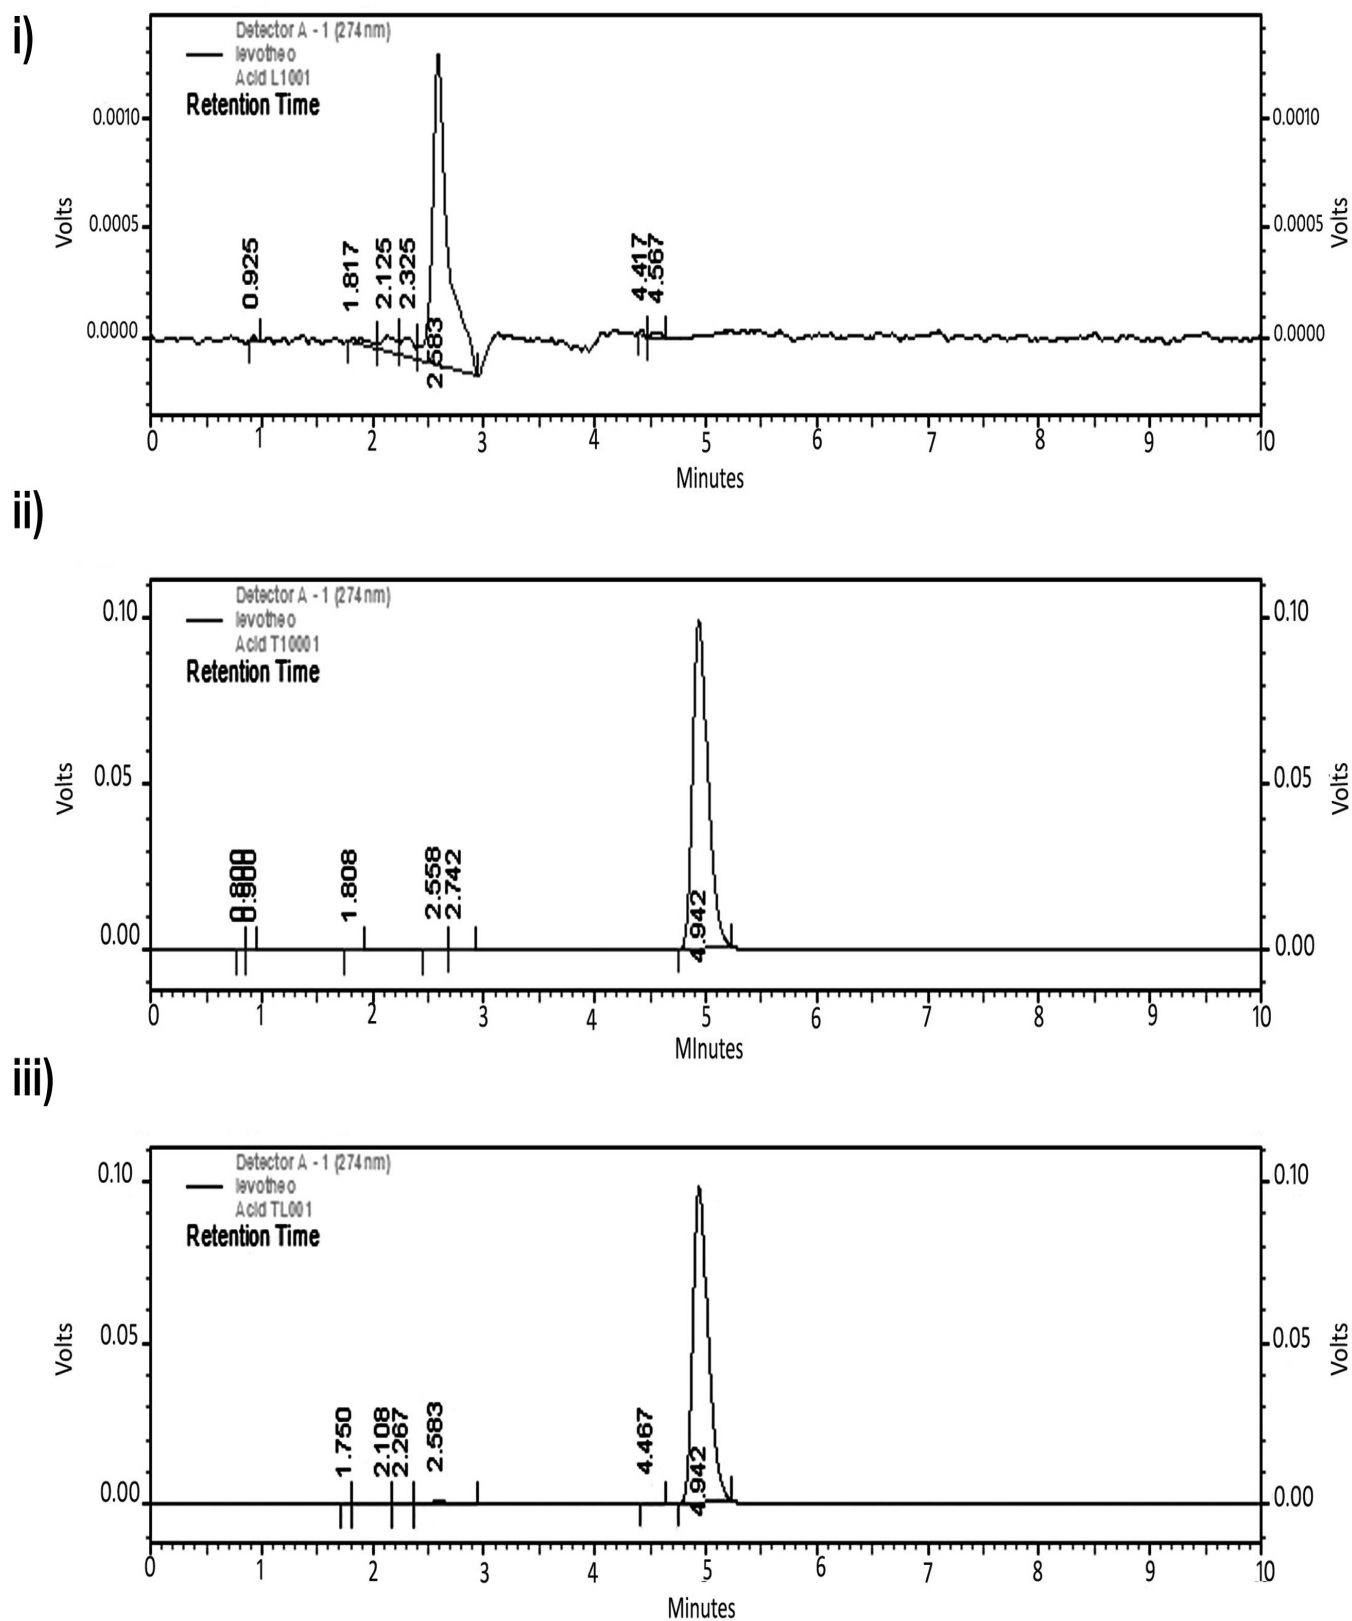 i)
Detector A - 1 (274nm)
levotheo
Acid L1001
Retention Time
0.0010
0.0010
Volts
Volts
0.0005
0.0005
0.925
1.817
2.125
2.325
2.583
4.417
4.567
0.0000
0.0000
0 1 2 3 4 5 6 7 8 9 10
Minutes
ii)
Detector A - 1 (274nm)
levotheo
Acid T10001
Retention Time
0.10
0.10
Volts
Volts
0.05
0.05
0.800
0.900
1.808
2.558
2.742
4.942
0.00
0.00
0 1 2 3 4 5 6 7 8 9 10
MInutes
iii)
Detector A - 1 (274nm)
levotheo
Acid TL001
Retention Time
0.10
0.10
Volts
Volts
0.05
0.05
1.750
2.108
2.267
2.583
4.467
4.942
0.00
0.00
0 1 2 3 4 5 6 7 8 9 10
Minutes